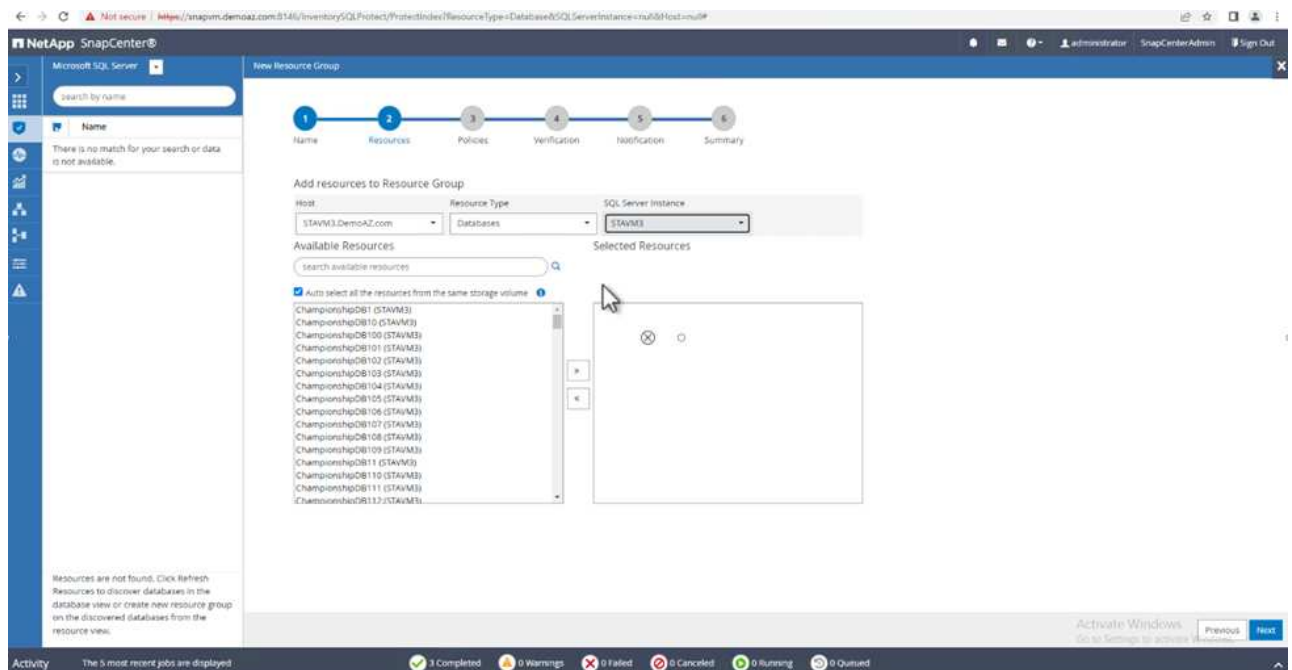 Not secure | https://snapvm.demoaz.com:8146/InventorySQLProtect/ProtectIndex?ResourceType=Database&SQLServerInstance=null&Host=null#
NetApp SnapCenter®
administrator SnapCenterAdmin Sign Out
Microsoft SQL Server
New Resource Group
search by name
Name
There is no match for your search or data
is not available.
1 2 3 4 5 6
Name Resources Policies Verification Notification Summary
Add resources to Resource Group
Host Resource Type SQL Server Instance
STAVM3.DemoAZ.com Databases STAVM3
Available Resources Selected Resources
search available resources
Auto select all the resources from the same storage volume
ChampionshipDB1 (STAVM3)
ChampionshipDB10 (STAVM3)
ChampionshipDB100 (STAVM3)
ChampionshipDB101 (STAVM3)
ChampionshipDB102 (STAVM3)
ChampionshipDB103 (STAVM3)
ChampionshipDB104 (STAVM3)
ChampionshipDB105 (STAVM3)
ChampionshipDB106 (STAVM3)
ChampionshipDB107 (STAVM3)
ChampionshipDB108 (STAVM3)
ChampionshipDB109 (STAVM3)
ChampionshipDB11 (STAVM3)
ChampionshipDB110 (STAVM3)
ChampionshipDB111 (STAVM3)
ChampionshipDB112 (STAVM3)
Resources are not found. Click Refresh
Resources to discover databases in the
database view or create new resource group
on the discovered databases from the
resource view.
Activate Windows
Go to Settings to activate
Previous Next
Activity The 5 most recent jobs are displayed 3 Completed 0 Warnings 0 Failed 0 Canceled 0 Running 0 Queued